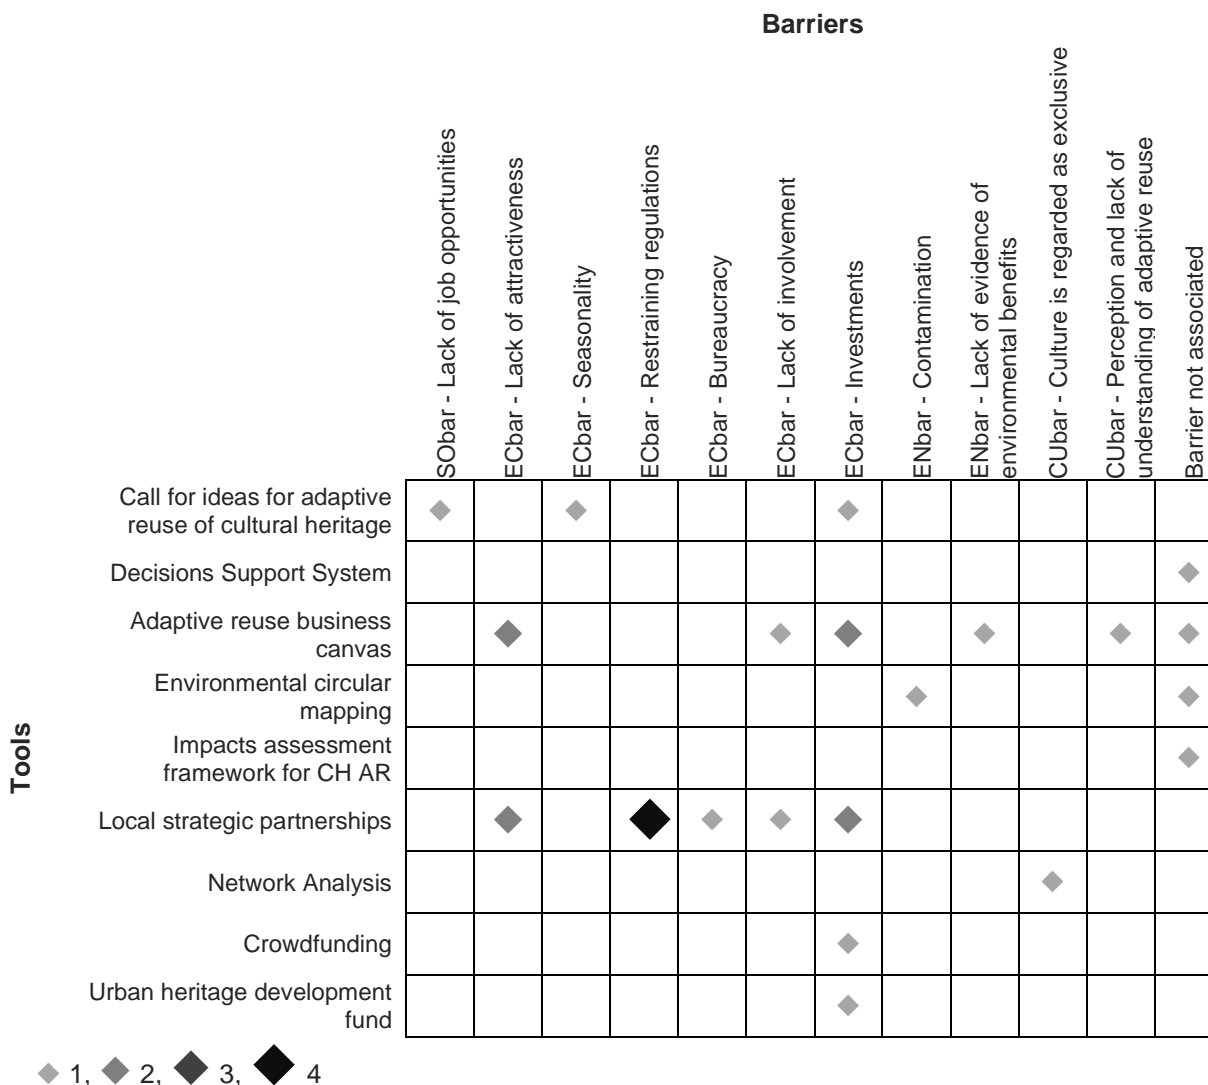 Barriers
SObar - Lack of job opportunities
ECbar - Lack of attractiveness
ECbar - Seasonality
ECbar - Restraining regulations
ECbar - Bureaucracy
ECbar - Lack of involvement
ECbar - Investments
ENbar - Contamination
ENbar - Lack of evidence of
environmental benefits
CUbar - Culture is regarded as exclusive
CUbar - Perception and lack of
understanding of adaptive reuse
Barrier not associated
Tools
Call for ideas for adaptive
reuse of cultural heritage
Decisions Support System
Adaptive reuse business
canvas
Environmental circular
mapping
Impacts assessment
framework for CH AR
Local strategic partnerships
Network Analysis
Crowdfunding
Urban heritage development
fund
1, 2, 3, 4